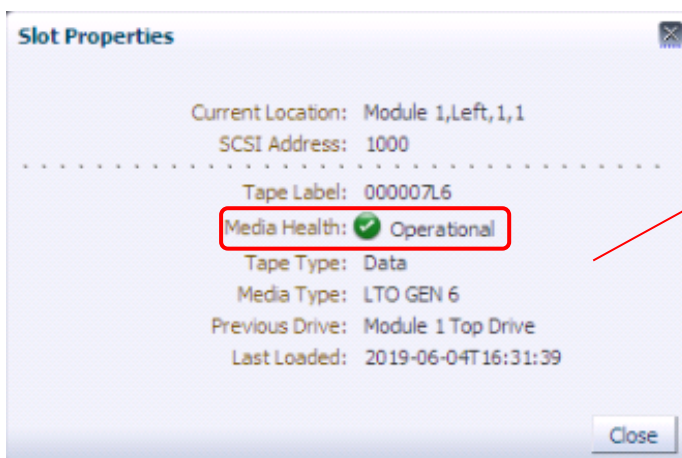 Slot Properties
Current Location: Module 1,Left,1,1
SCSI Address: 1000
Tape Label: 000007L6
Media Health: Operational
Tape Type: Data
Media Type: LTO GEN 6
Previous Drive: Module 1 Top Drive
Last Loaded: 2019-06-04T16:31:39
Close